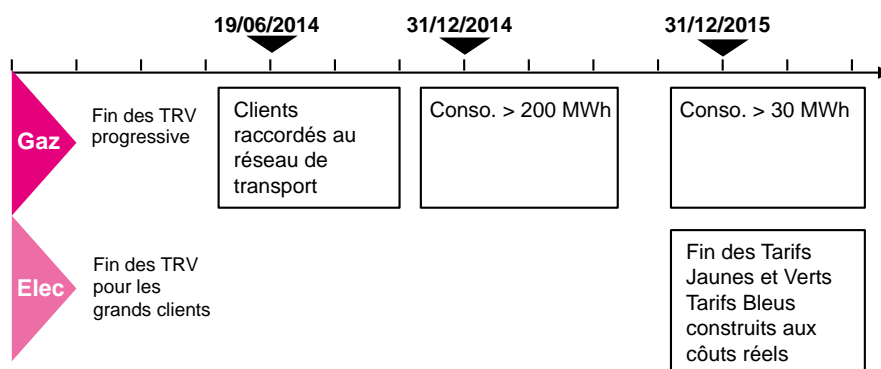 19/06/2014
31/12/2014
31/12/2015
Gaz
Fin des TRV
progressive
Clients
raccordés au
réseau de
transport
Conso. > 200 MWh
Conso. > 30 MWh
Elec
Fin des TRV
pour les
grands clients
Fin des Tarifs
Jaunes et Verts
Tarifs Bleus
construits aux
côuts réels